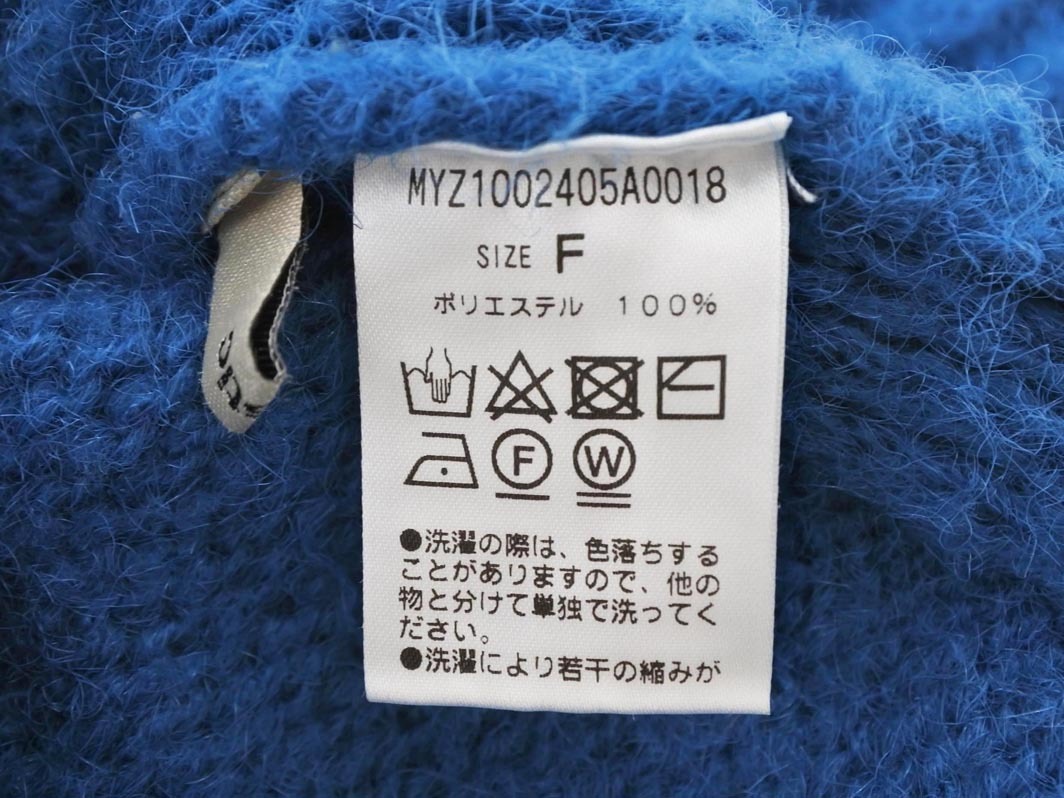 MYZ1002405A0018
SIZE F
ポリエステル 100%
F W
●洗濯の際は、色落ちする
ことがありますので、他の
物と分けて単独で洗ってく
ださい。
●洗濯により若干の縮みが